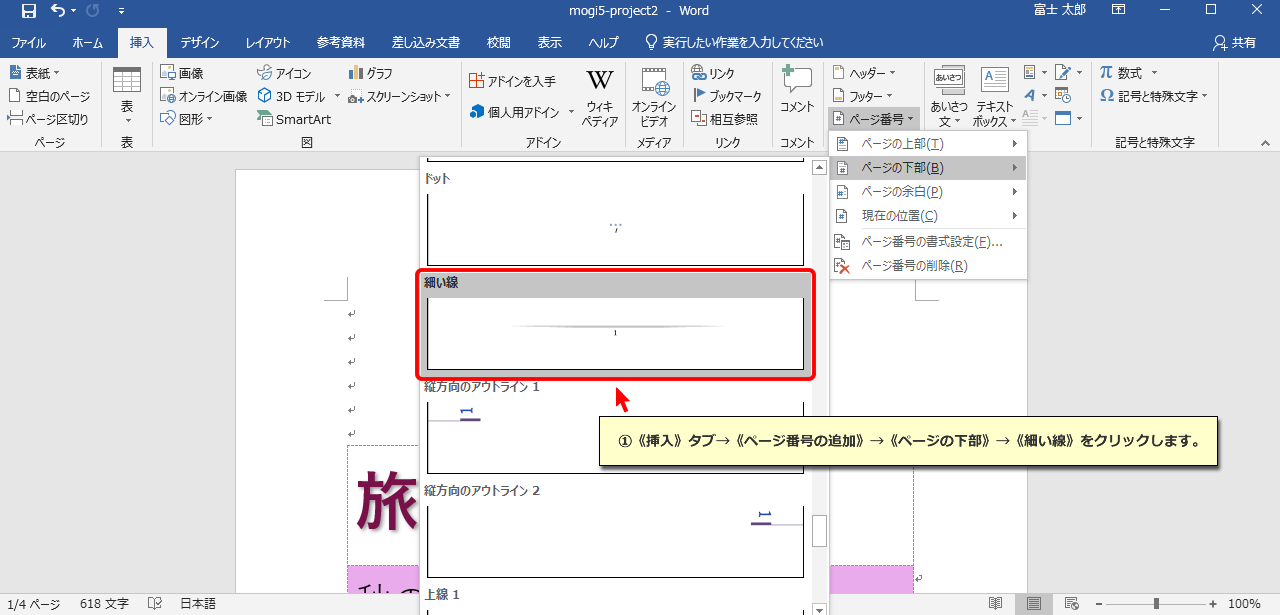 mogi5-project2 - Word
富士 太郎
ファイル ホーム 挿入 デザイン レイアウト 参考資料 差し込み文書 校閲 表示 ヘルプ 実行したい作業を入力してください 共有
表紙
空白のページ
ページ区切り
ページ
表
表
画像
オンライン画像
図形
アイコン
3D モデル
SmartArt
グラフ
スクリーンショット
図
アドインを入手
個人用アドイン
ウィキ
ペディア
アドイン
オンライン
ビデオ
メディア
リンク
ブックマーク
相互参照
リンク
コメント
コメント
ヘッダー
フッター
ページ番号
あいさつ
あいさつ
文
テキスト
ボックス
数式
記号と特殊文字
記号と特殊文字
ページの上部(T)
ページの下部(B)
ページの余白(P)
現在の位置(C)
ページ番号の書式設定(F)...
ページ番号の削除(R)
ドット
1
細い線
1
縦方向のアウトライン 1
1
①《挿入》タブ→《ページ番号の追加》→《ページの下部》→《細い線》をクリックします。
縦方向のアウトライン 2
1
上線 1
旅
秋の
1/4 ページ 618 文字 日本語 100%